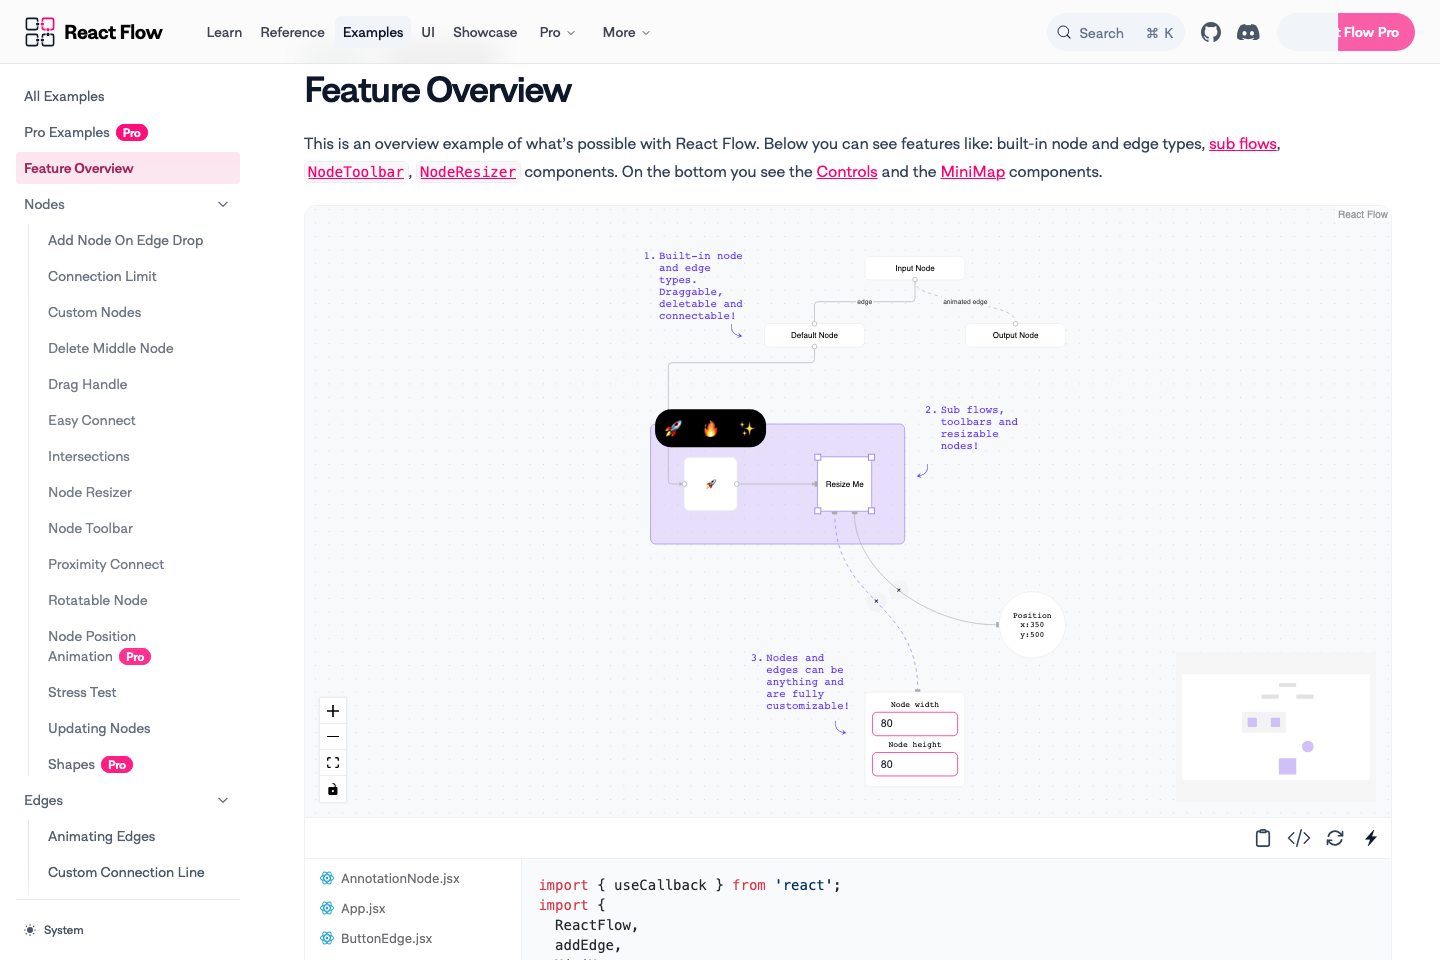 React Flow
Learn
Reference
Examples
UI
Showcase
Pro
More
Search
⌘ K
Flow Pro
All Examples
Pro Examples Pro
Feature Overview
Nodes
Add Node On Edge Drop
Connection Limit
Custom Nodes
Delete Middle Node
Drag Handle
Easy Connect
Intersections
Node Resizer
Node Toolbar
Proximity Connect
Rotatable Node
Node Position
Animation Pro
Stress Test
Updating Nodes
Shapes Pro
Edges
Animating Edges
Custom Connection Line
System
Feature Overview
This is an overview example of what’s possible with React Flow. Below you can see features like: built-in node and edge types, sub flows,
NodeToolbar, NodeResizer components. On the bottom you see the Controls and the MiniMap components.
React Flow
1. Built-in node
and edge
types.
Draggable,
deletable and
connectable!
Input Node
edge
animated edge
Default Node
Output Node
2. Sub flows,
toolbars and
resizable
nodes!
Resize Me
Position
x:350
y:500
3. Nodes and
edges can be
anything and
are fully
customizable!
Node width
80
Node height
80
AnnotationNode.jsx
App.jsx
ButtonEdge.jsx
import { useCallback } from 'react';
import {
ReactFlow,
addEdge,